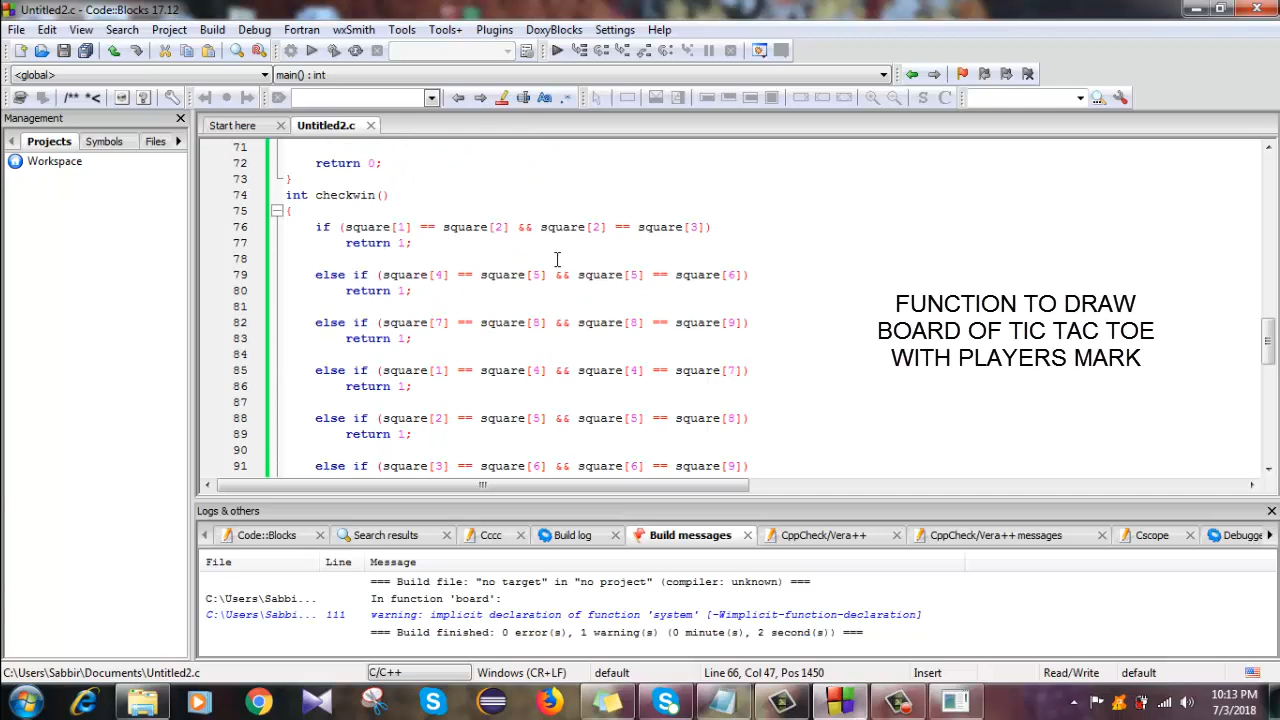 Untitled2.c - Code::Blocks 17.12
File Edit View Search Project Build Debug Fortran wxSmith Tools Tools+ Plugins DoxyBlocks Settings Help
<global> main() : int
/** *<
Management
Projects Symbols Files
Workspace
Start here Untitled2.c
71
72 return 0;
73 }
74 int checkwin()
75 {
76 if (square[1] == square[2] && square[2] == square[3])
77 return 1;
78
79 else if (square[4] == square[5] && square[5] == square[6])
80 return 1;
81
82 else if (square[7] == square[8] && square[8] == square[9])
83 return 1;
84
85 else if (square[1] == square[4] && square[4] == square[7])
86 return 1;
87
88 else if (square[2] == square[5] && square[5] == square[8])
89 return 1;
90
91 else if (square[3] == square[6] && square[6] == square[9])
FUNCTION TO DRAW
BOARD OF TIC TAC TOE
WITH PLAYERS MARK
Logs & others
Code::Blocks Search results Cccc Build log Build messages CppCheck/Vera++ CppCheck/Vera++ messages Cscope Debugge
File Line Message
=== Build file: "no target" in "no project" (compiler: unknown) ===
C:\Users\Sabbi... In function 'board':
C:\Users\Sabbi... 111 warning: implicit declaration of function 'system' [-Wimplicit-function-declaration]
=== Build finished: 0 error(s), 1 warning(s) (0 minute(s), 2 second(s)) ===
C:\Users\Sabbir\Documents\Untitled2.c C/C++ Windows (CR+LF) default Line 66, Col 47, Pos 1450 Insert Read/Write default
10:13 PM
7/3/2018